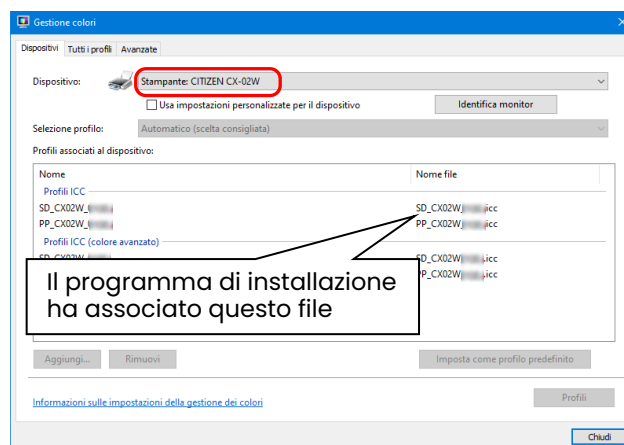 Gestione colori
Dispositivi Tutti i profili Avanzate
Dispositivo: Stampante: CITIZEN CX-02W
Usa impostazioni personalizzate per il dispositivo Identifica monitor
Selezione profilo: Automatico (scelta consigliata)
Profili associati al dispositivo:
Nome Nome file
Profili ICC
SD_CX02W_ SD_CX02W .icc
PP_CX02W_ PP_CX02W .icc
Profili ICC (colore avanzato)
SD_CX02W .icc
PP_CX02W .icc
Il programma di installazione
ha associato questo file
Aggiungi... Rimuovi Imposta come profilo predefinito
Informazioni sulle impostazioni della gestione dei colori Profili
Chiudi